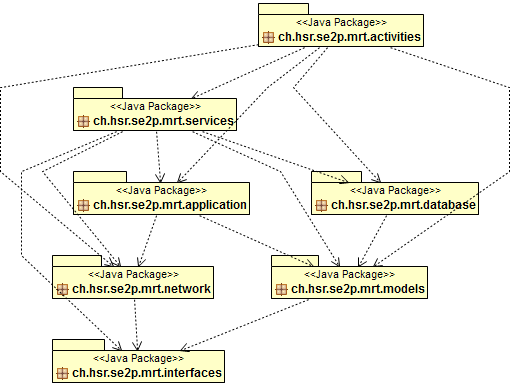 <<Java Package>>
ch.hsr.se2p.mrt.activities
<<Java Package>>
ch.hsr.se2p.mrt.services
<<Java Package>>
ch.hsr.se2p.mrt.application
<<Java Package>>
ch.hsr.se2p.mrt.database
<<Java Package>>
ch.hsr.se2p.mrt.network
<<Java Package>>
ch.hsr.se2p.mrt.models
<<Java Package>>
ch.hsr.se2p.mrt.interfaces